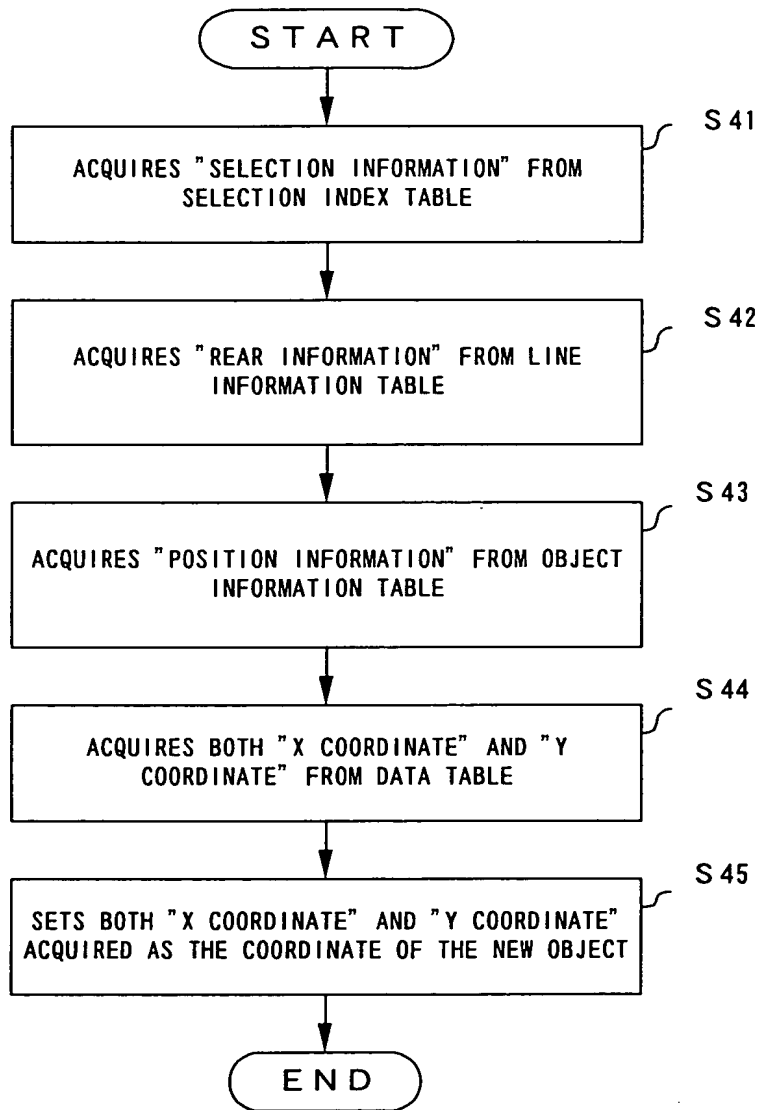 START
S41
ACQUIRES "SELECTION INFORMATION" FROM
SELECTION INDEX TABLE
S42
ACQUIRES "REAR INFORMATION" FROM LINE
INFORMATION TABLE
S43
ACQUIRES "POSITION INFORMATION" FROM OBJECT
INFORMATION TABLE
S44
ACQUIRES BOTH "X COORDINATE" AND "Y
COORDINATE" FROM DATA TABLE
S45
SETS BOTH "X COORDINATE" AND "Y COORDINATE"
ACQUIRED AS THE COORDINATE OF THE NEW OBJECT
END